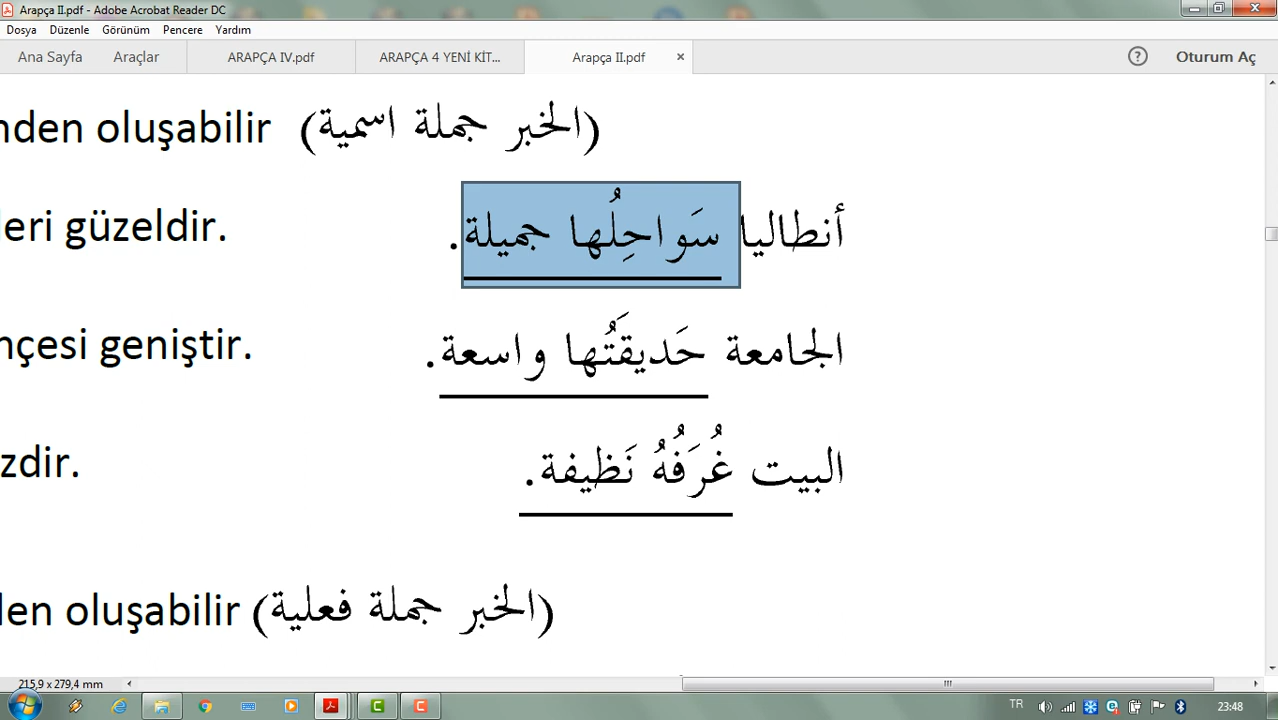 Arapça II.pdf - Adobe Acrobat Reader DC
Dosya Düzenle Görünüm Pencere Yardım
Ana Sayfa Araçlar ARAPÇA IV.pdf ARAPÇA 4 YENİ KİT... Arapça II.pdf × ? Oturum Aç
nden oluşabilir (الخبر جملة اسمية)
leri güzeldir. أنطاليا سَواحِلُها جميلة.
hçesi geniştir. الجامعة حَديقَتُها واسعة.
zdir. البيت غُرَفُهُ نَظيفة.
len oluşabilir (الخبر جملة فعلية)
215,9 x 279,4 mm
TR 23:48